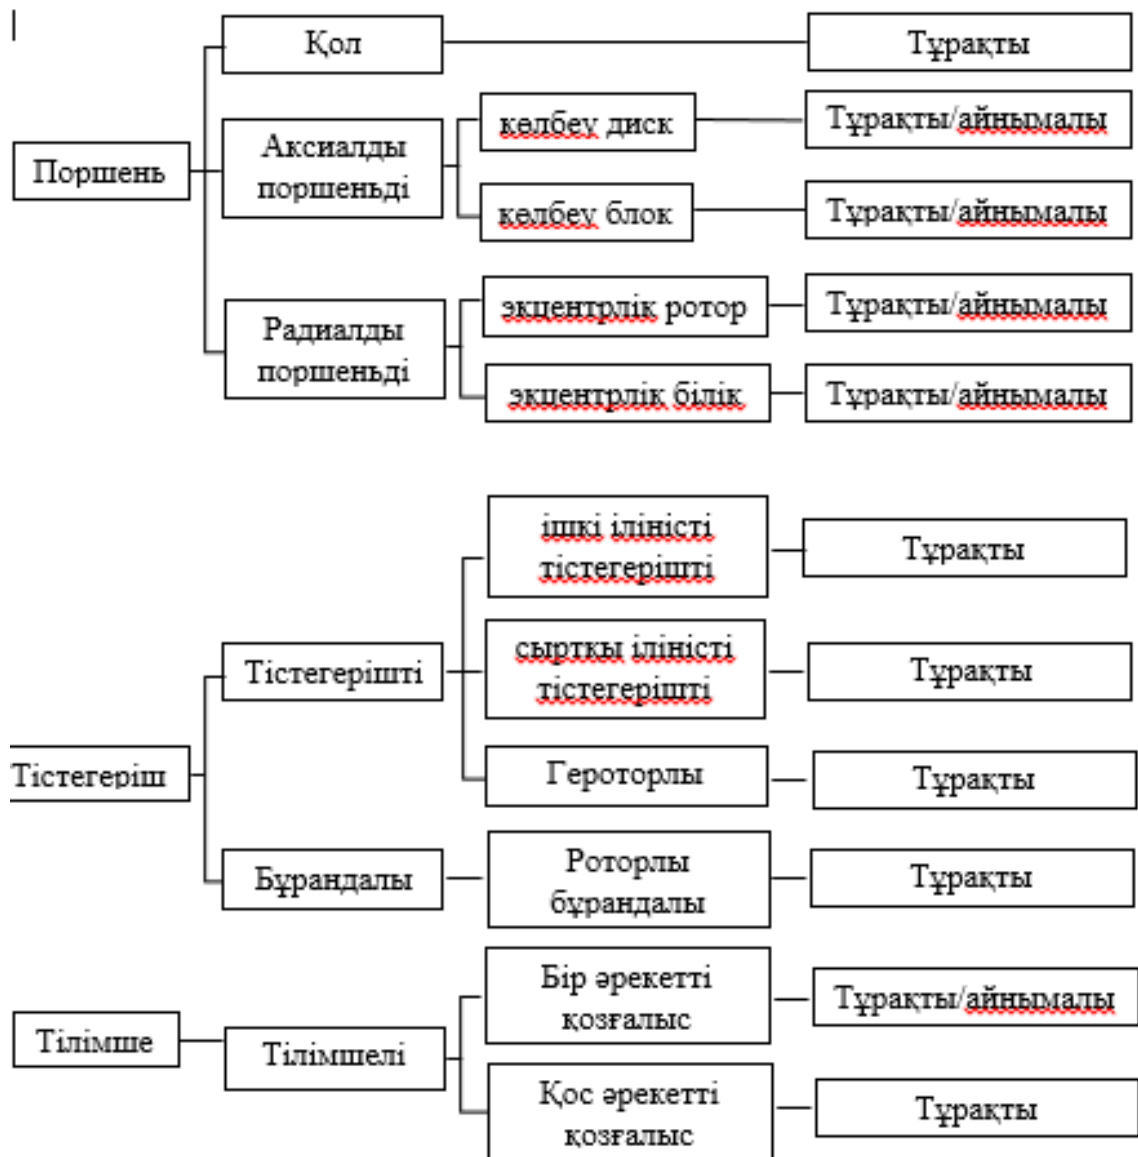 Қол
Тұрақты
Поршень
Аксиалды
поршеньді
көлбеу диск
Тұрақты/айнымалы
көлбеу блок
Тұрақты/айнымалы
Радиалды
поршеньді
экцентрлік ротор
Тұрақты/айнымалы
экцентрлік білік
Тұрақты/айнымалы
Тістегеріш
Тістегерішті
ішкі іліністі
тістегерішті
Тұрақты
сыртқы іліністі
тістегерішті
Тұрақты
Героторлы
Тұрақты
Бұрандалы
Роторлы
бұрандалы
Тұрақты
Тілімше
Тілімшелі
Бір әрекетті
қозғалыс
Тұрақты/айнымалы
Қос әрекетті
қозғалыс
Тұрақты